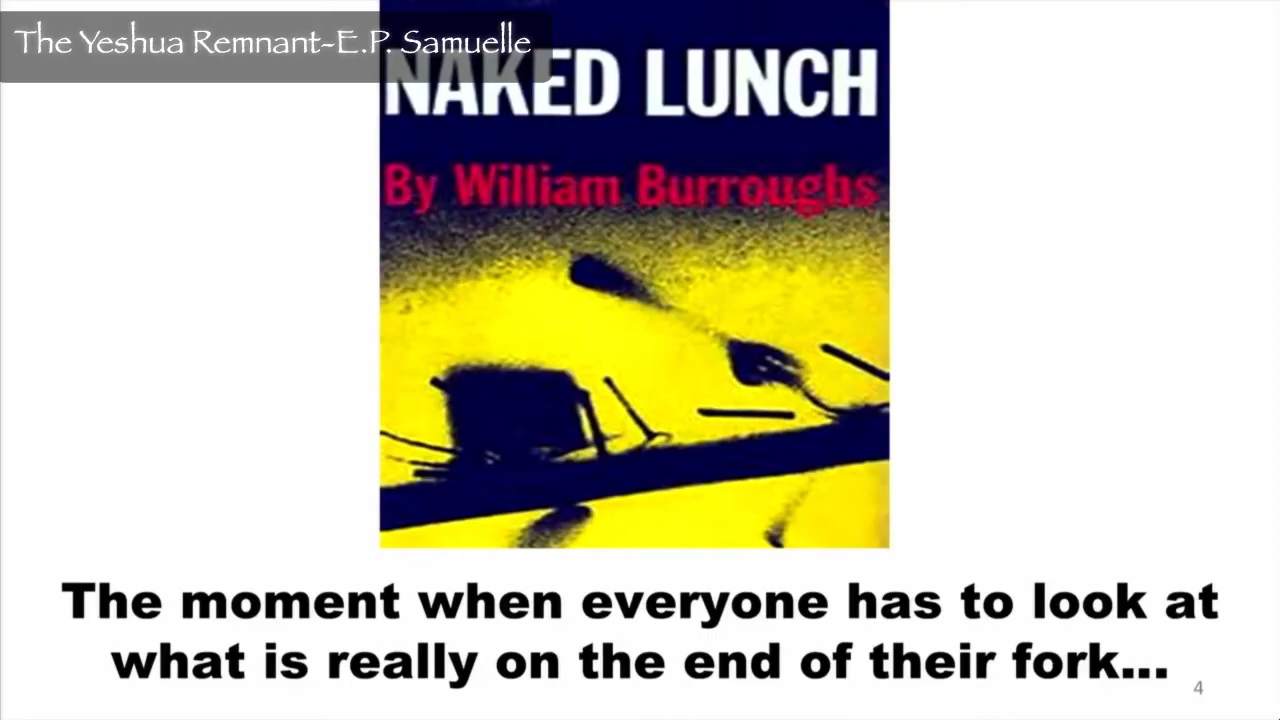 The Yeshua Remnant-E.P. Samuelle
NAKED LUNCH
By William Burroughs
The moment when everyone has to look at
what is really on the end of their fork...
4